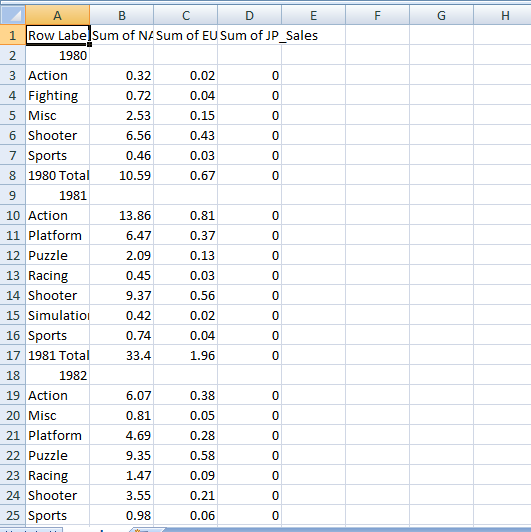 A B C D E F G H
1 Row Labe Sum of NA Sum of EU Sum of JP_Sales
2 1980
3 Action 0.32 0.02 0
4 Fighting 0.72 0.04 0
5 Misc 2.53 0.15 0
6 Shooter 6.56 0.43 0
7 Sports 0.46 0.03 0
8 1980 Total 10.59 0.67 0
9 1981
10 Action 13.86 0.81 0
11 Platform 6.47 0.37 0
12 Puzzle 2.09 0.13 0
13 Racing 0.45 0.03 0
14 Shooter 9.37 0.56 0
15 Simulatio 0.42 0.02 0
16 Sports 0.74 0.04 0
17 1981 Total 33.4 1.96 0
18 1982
19 Action 6.07 0.38 0
20 Misc 0.81 0.05 0
21 Platform 4.69 0.28 0
22 Puzzle 9.35 0.58 0
23 Racing 1.47 0.09 0
24 Shooter 3.55 0.21 0
25 Sports 0.98 0.06 0